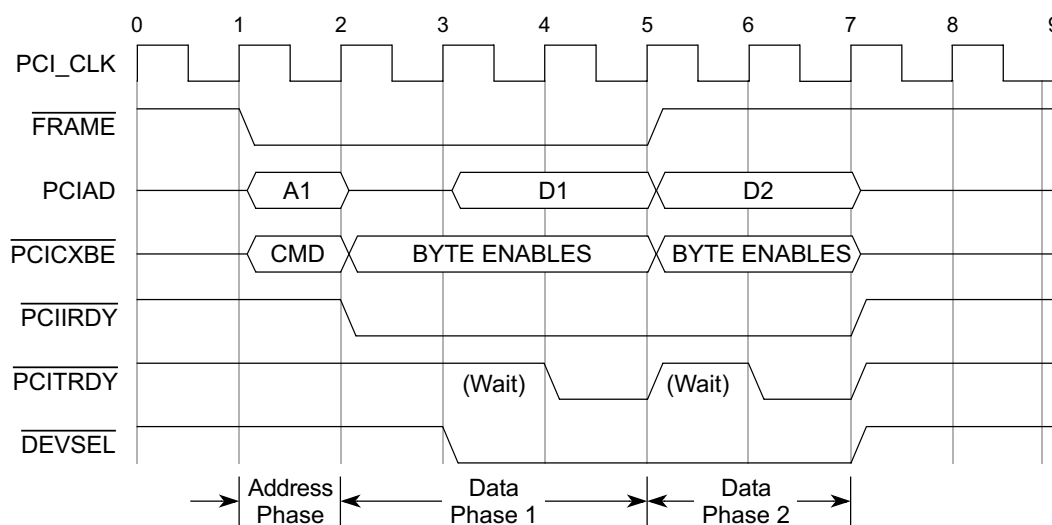 0 1 2 3 4 5 6 7 8 9
PCI_CLK
FRAME
PCIAD A1 D1 D2
PCICXBE CMD BYTE ENABLES BYTE ENABLES
PCIIRDY
PCITRDY (Wait) (Wait)
DEVSEL
Address Data Data
Phase Phase 1 Phase 2